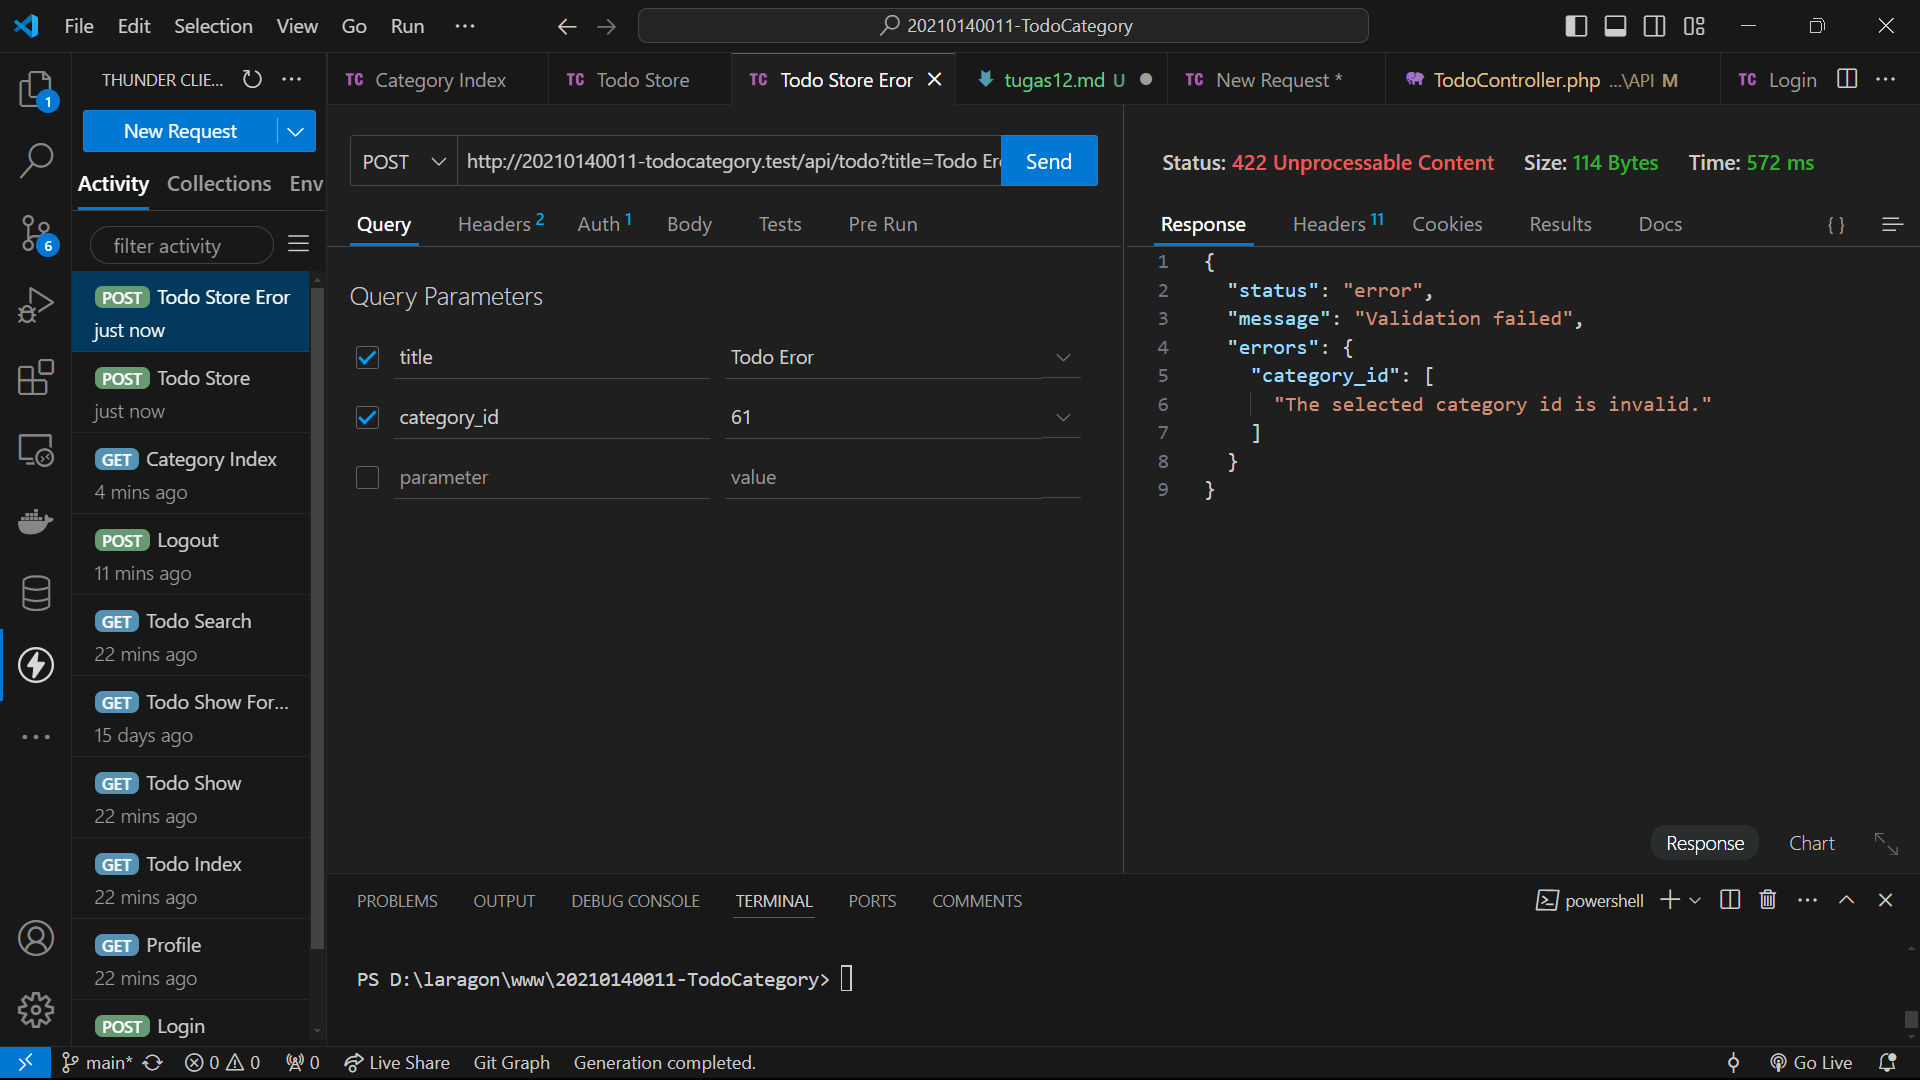 File Edit Selection View Go Run ···
20210140011-TodoCategory
THUNDER CLIE...
New Request
Activity Collections Env
filter activity
POST Todo Store Eror
just now
POST Todo Store
just now
GET Category Index
4 mins ago
POST Logout
11 mins ago
GET Todo Search
22 mins ago
GET Todo Show For...
15 days ago
GET Todo Show
22 mins ago
GET Todo Index
22 mins ago
GET Profile
22 mins ago
POST Login
1
6
TC Category Index TC Todo Store TC Todo Store Eror tugas12.md U TC New Request * TodoController.php ...\API M TC Login
POST http://20210140011-todocategory.test/api/todo?title=Todo Er Send
Query Headers 2 Auth 1 Body Tests Pre Run
Query Parameters
title Todo Eror
category_id 61
parameter value
Status: 422 Unprocessable Content Size: 114 Bytes Time: 572 ms
Response Headers 11 Cookies Results Docs { }
1 {
2 "status": "error",
3 "message": "Validation failed",
4 "errors": {
5 "category_id": [
6 "The selected category id is invalid."
7 ]
8 }
9 }
Response Chart
PROBLEMS OUTPUT DEBUG CONSOLE TERMINAL PORTS COMMENTS powershell
PS D:\laragon\www\20210140011-TodoCategory>
main* 0 0 0 Live Share Git Graph Generation completed. Go Live